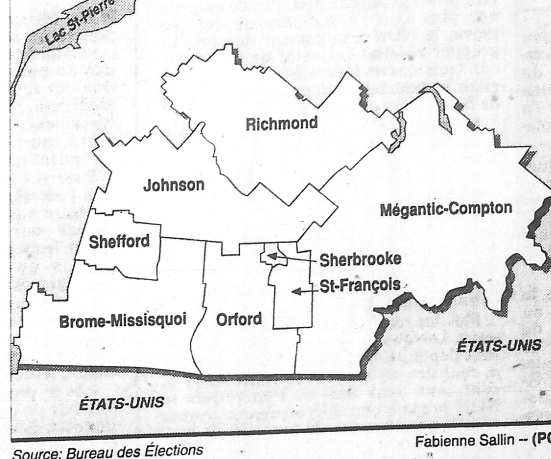 Lac St-Pierre
Richmond
Johnson
Mégantic-Compton
Shefford
Sherbrooke
St-François
Brome-Missisquoi
Orford
ÉTATS-UNIS
ÉTATS-UNIS
Source: Bureau des Élections
Fabienne Sallin -- (PC